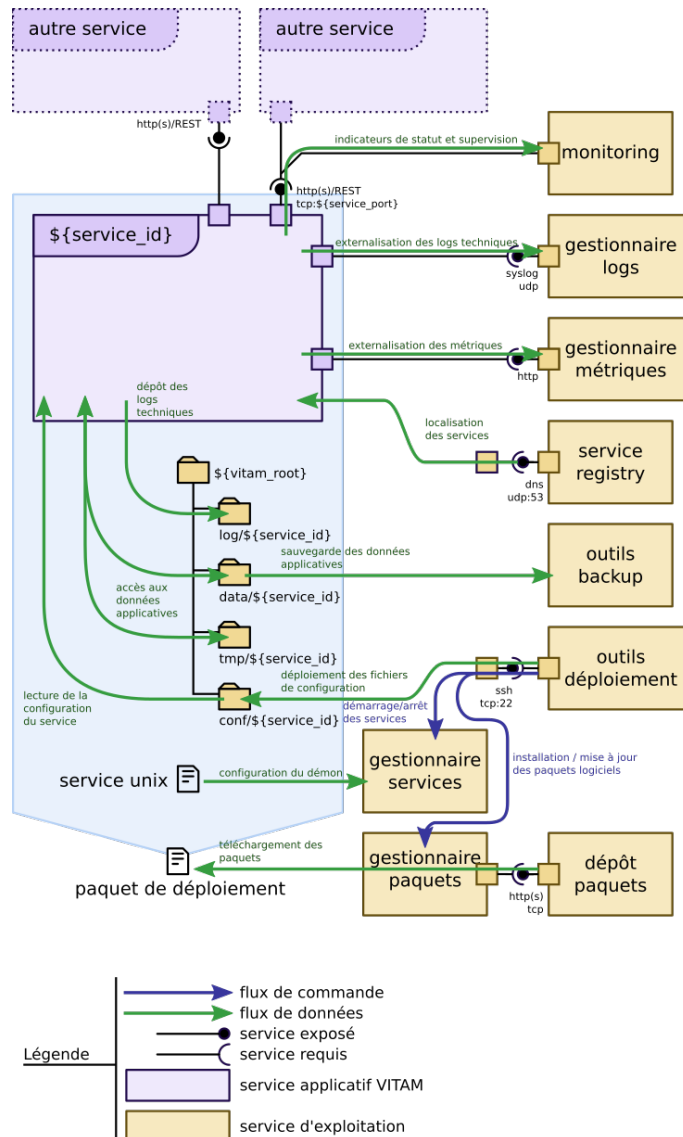 autre service
autre service
http(s)/REST
indicateurs de statut et supervision
monitoring
http(s)/REST
tcp:${service_port}
${service_id}
externalisation des logs techniques
syslog
udp
gestionnaire
logs
externalisation des métriques
http
gestionnaire
métriques
dépôt des
logs
techniques
localisation
des services
dns
udp:53
service
registry
${vitam_root}
log/${service_id}
sauvegarde des données
applicatives
outils
backup
data/${service_id}
accès aux
données
applicatives
tmp/${service_id}
déploiement des fichiers
de configuration
ssh
tcp:22
outils
déploiement
lecture de la
configuration
du service
conf/${service_id}
démarrage/arrêt
des services
gestionnaire
services
installation / mise à jour
des paquets logiciels
service unix
configuration du démon
téléchargement des
paquets
gestionnaire
paquets
http(s)
tcp
dépôt
paquets
paquet de déploiement
Légende
flux de commande
flux de données
service exposé
service requis
service applicatif VITAM
service d'exploitation